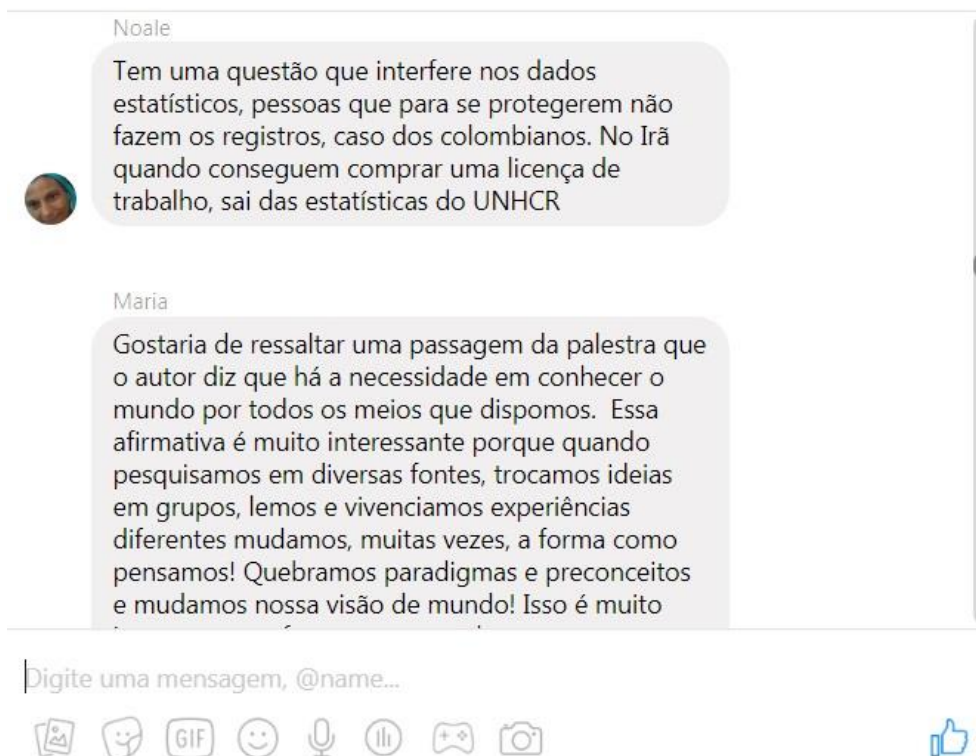 Noale
Tem uma questão que interfere nos dados
estatísticos, pessoas que para se protegerem não
fazem os registros, caso dos colombianos. No Irã
quando conseguem comprar uma licença de
trabalho, sai das estatísticas do UNHCR
Maria
Gostaria de ressaltar uma passagem da palestra que
o autor diz que há a necessidade em conhecer o
mundo por todos os meios que dispomos.  Essa
afirmativa é muito interessante porque quando
pesquisamos em diversas fontes, trocamos ideias
em grupos, lemos e vivenciamos experiências
diferentes mudamos, muitas vezes, a forma como
pensamos! Quebramos paradigmas e preconceitos
e mudamos nossa visão de mundo! Isso é muito
Digite uma mensagem, @name...
GIF